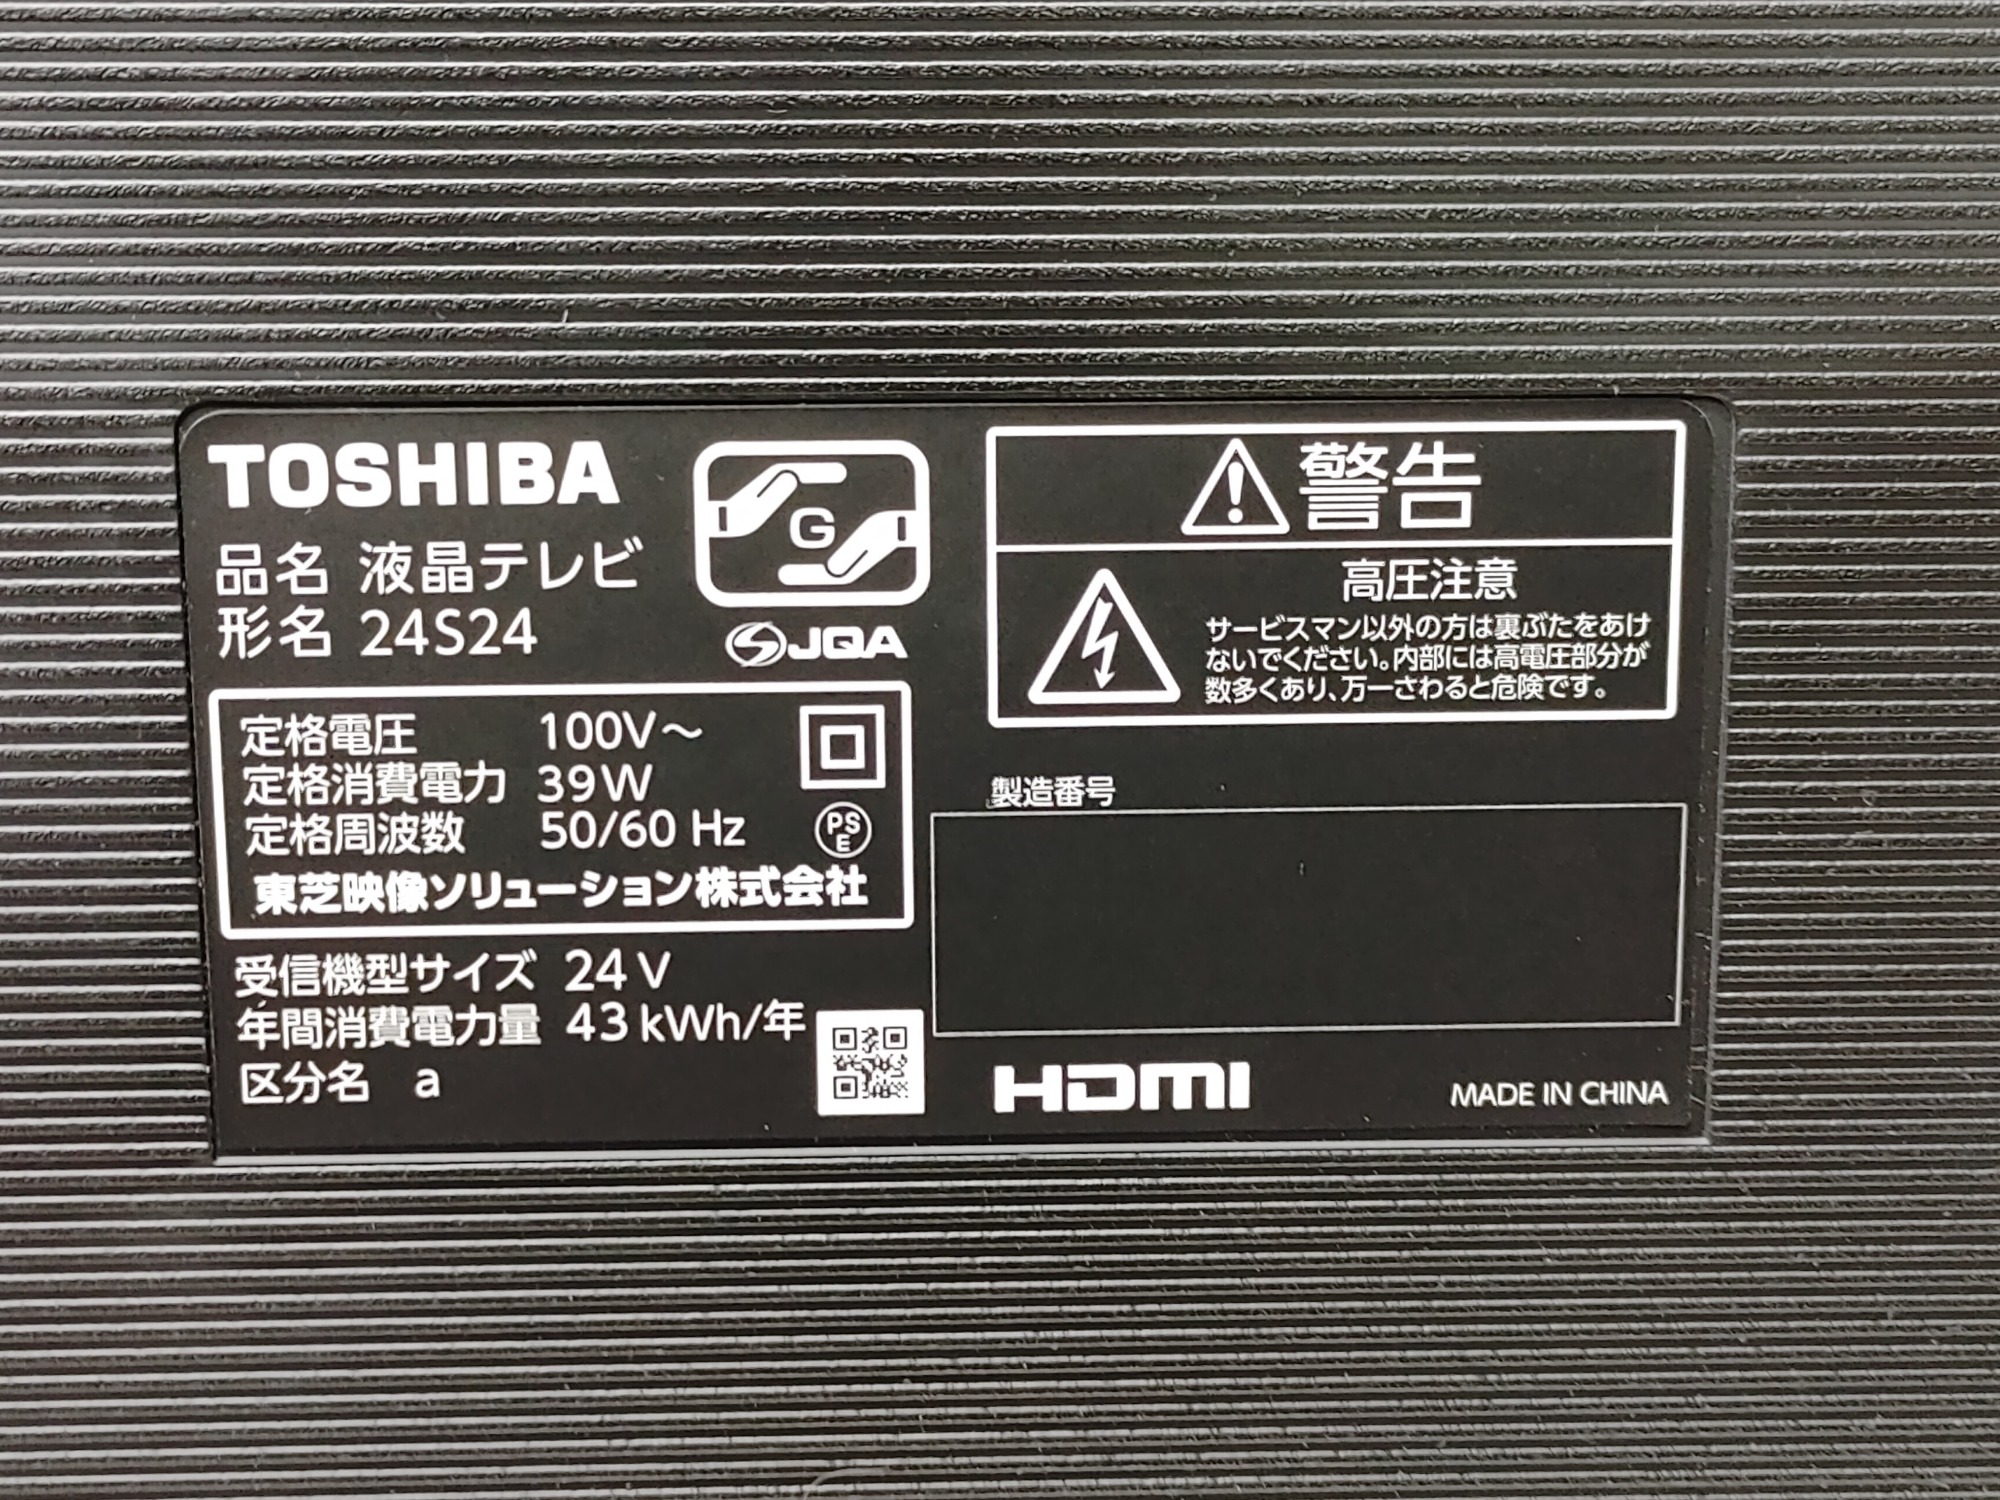 TOSHIBA
品名 液晶テレビ
形名 24S24
G
JQA
定格電圧 100V～
定格消費電力 39W
定格周波数 50/60 Hz
PS
E
東芝映像ソリューション株式会社
受信機型サイズ 24V
年間消費電力量 43kWh/年
区分名 a
警告
高圧注意
サービスマン以外の方は裏ぶたをあけ
ないでください。内部には高電圧部分が
数多くあり、万一さわると危険です。
製造番号
HDMI
MADE IN CHINA